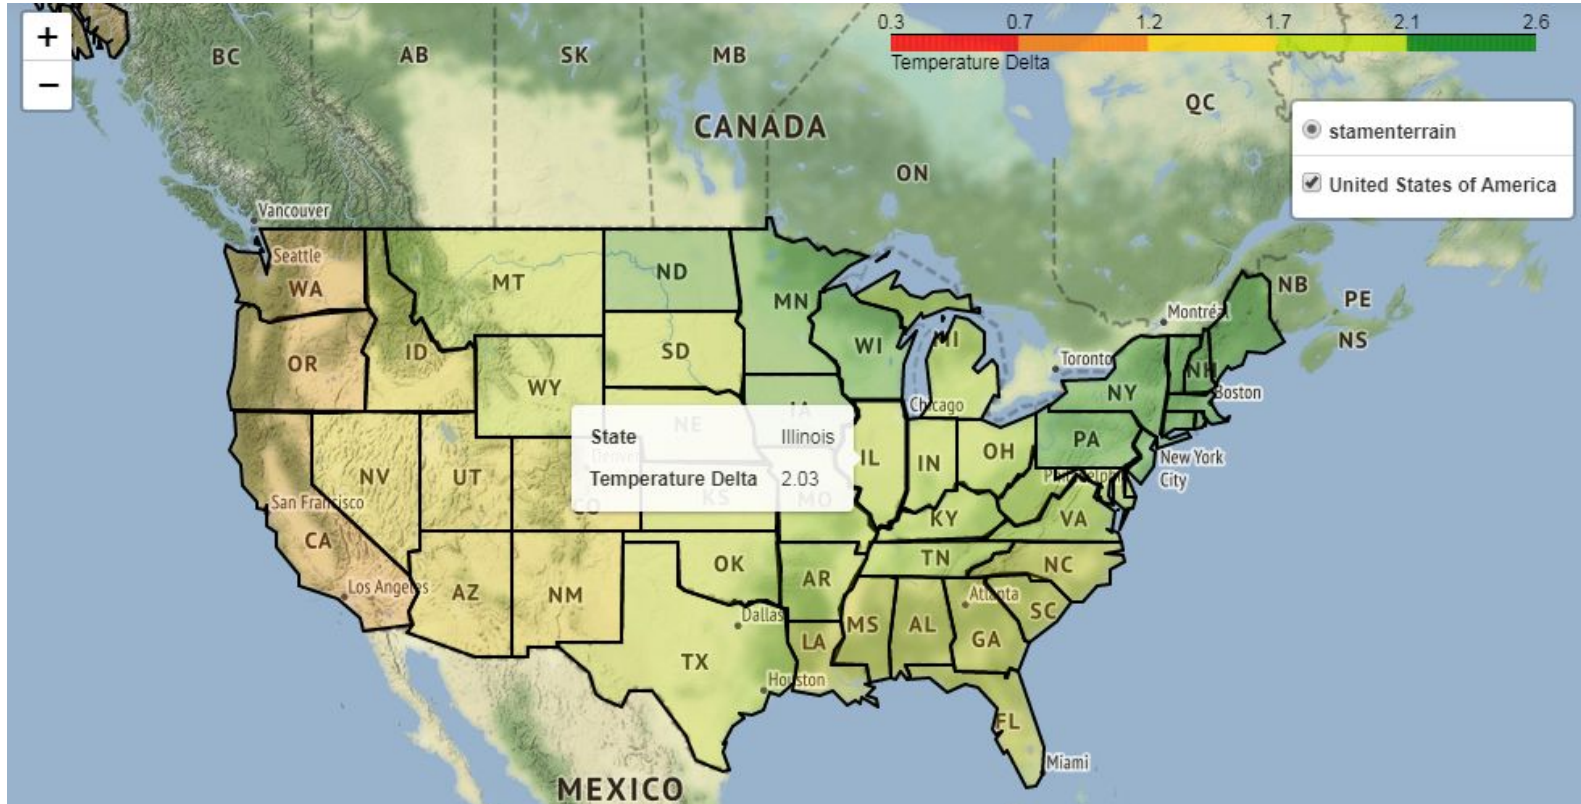 +
−
0.3 0.7 1.2 1.7 2.1 2.6
Temperature Delta
stamenterrain
United States of America
BC AB SK MB
CANADA
QC
ON
NB
PE
NS
Vancouver
Seattle
WA
MT
ND
MN
Montréal
OR
ID
WY
SD
WI
MI
Toronto
NY
NH
Boston
Chicago
State Illinois
Temperature Delta 2.03
NE
IA
Denver
KS
MO
CO
IL
IN
OH
PA
New York
City
Philadelphia
NV
UT
San Francisco
CA
KY
VA
Los Angeles
AZ
NM
OK
AR
TN
NC
Dallas
Atlanta
SC
MS
AL
GA
LA
TX
Houston
FL
Miami
MEXICO